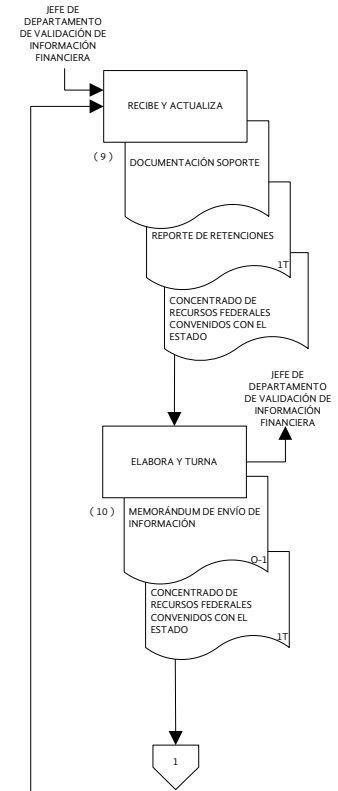 JEFE DE
DEPARTAMENTO
DE VALIDACIÓN DE
INFORMACIÓN
FINANCIERA
RECIBE Y ACTUALIZA
( 9 )
DOCUMENTACIÓN SOPORTE
REPORTE DE RETENCIONES
1T
CONCENTRADO DE
RECURSOS FEDERALES
CONVENIDOS CON EL
ESTADO
JEFE DE
DEPARTAMENTO
DE VALIDACIÓN DE
INFORMACIÓN
FINANCIERA
ELABORA Y TURNA
( 10 )
MEMORÁNDUM DE ENVÍO DE
INFORMACIÓN
O-1
CONCENTRADO DE
RECURSOS FEDERALES
CONVENIDOS CON EL
ESTADO
1T
1